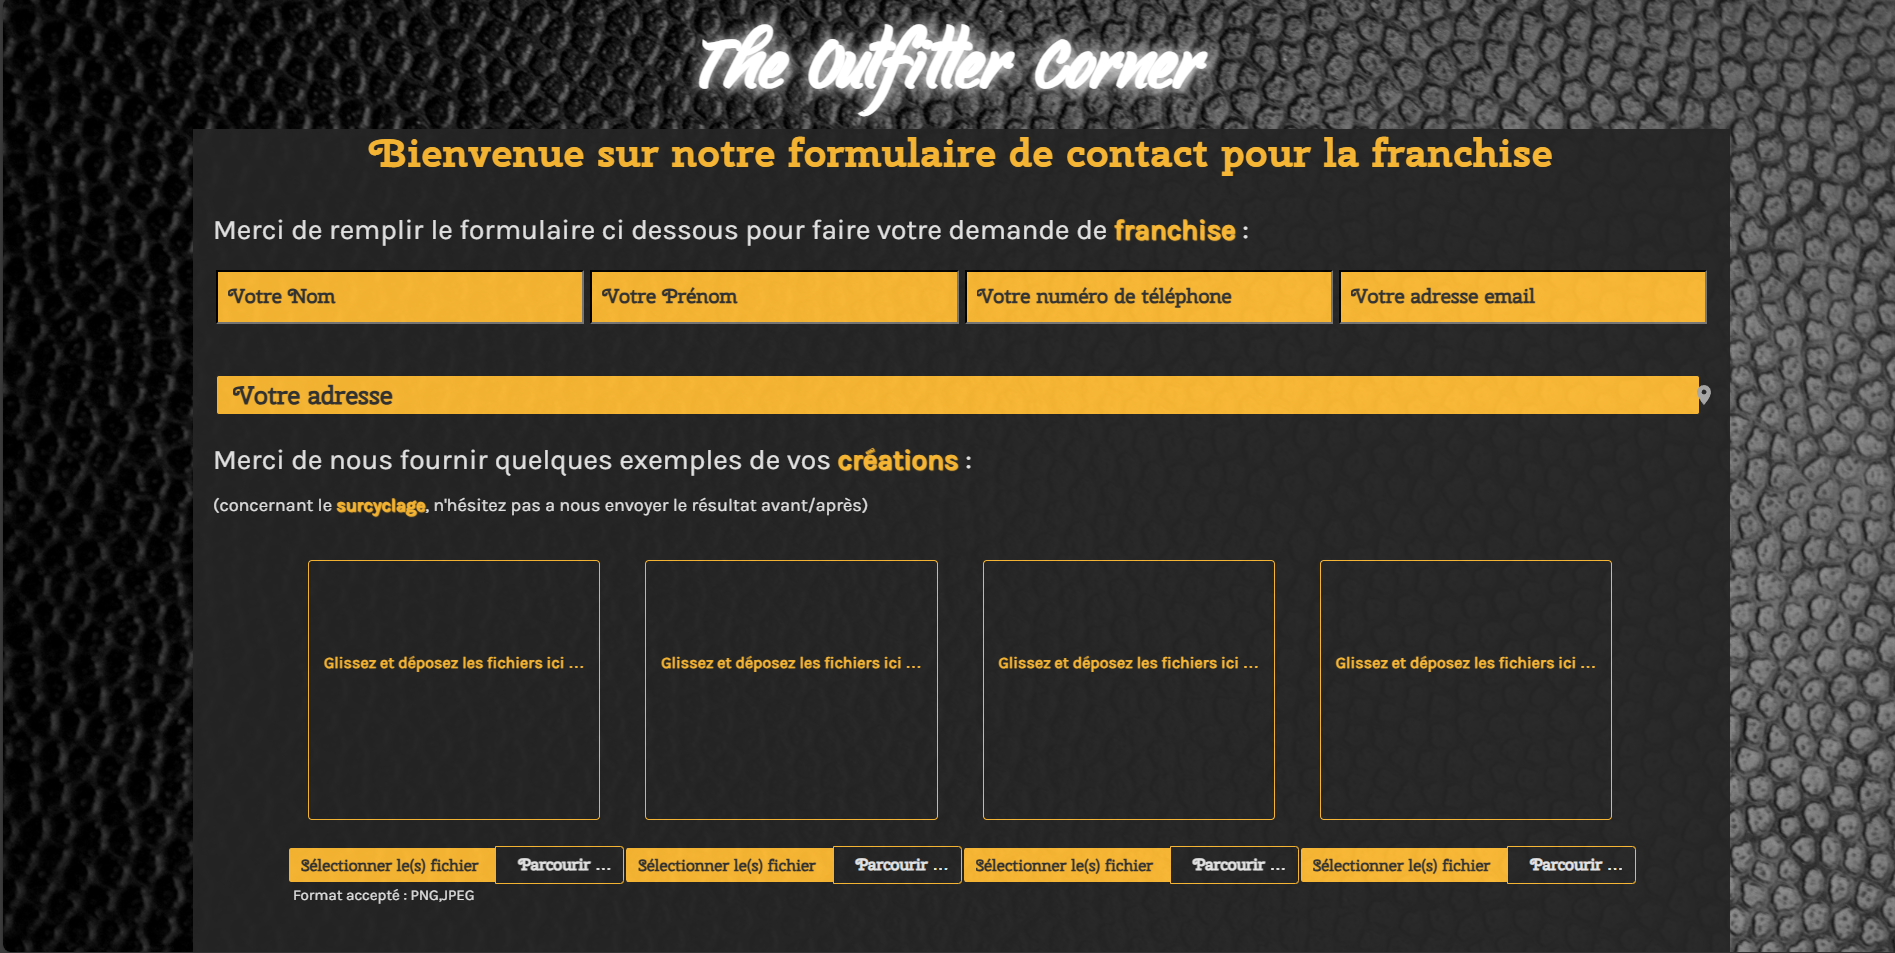 The Outfitter Corner
Bienvenue sur notre formulaire de contact pour la franchise
Merci de remplir le formulaire ci dessous pour faire votre demande de franchise :
Votre Nom Votre Prénom Votre numéro de téléphone Votre adresse email
Votre adresse
Merci de nous fournir quelques exemples de vos créations :
(concernant le surcyclage, n'hésitez pas a nous envoyer le résultat avant/après)
Glissez et déposez les fichiers ici … Glissez et déposez les fichiers ici … Glissez et déposez les fichiers ici … Glissez et déposez les fichiers ici …
Sélectionner le(s) fichier Parcourir … Sélectionner le(s) fichier Parcourir … Sélectionner le(s) fichier Parcourir … Sélectionner le(s) fichier Parcourir …
Format accepté : PNG,JPEG